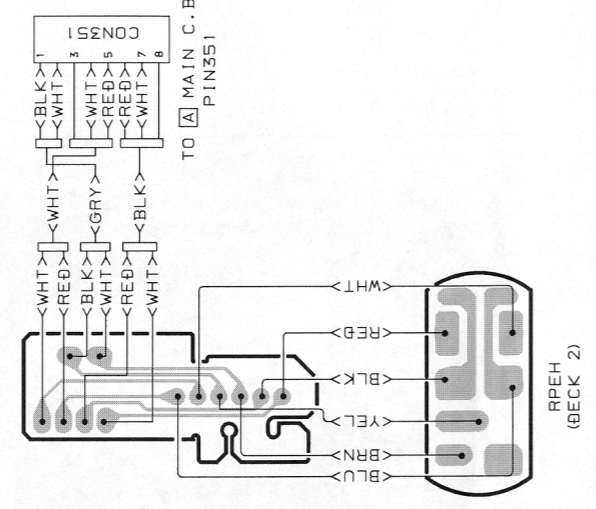 CON351
1 3 5 7 8
<BLK>
<WHT>
<WHT>
<RED>
<RED>
<WHT>
TO A MAIN C.B
PIN351
<WHT>
<GRY>
<BLK>
<WHT>
<RED>
<BLK>
<WHT>
<RED>
<WHT>
<WHT>
<RED>
<BLK>
<YEL>
<BRN>
<BLU>
RPEH
(DECK 2)